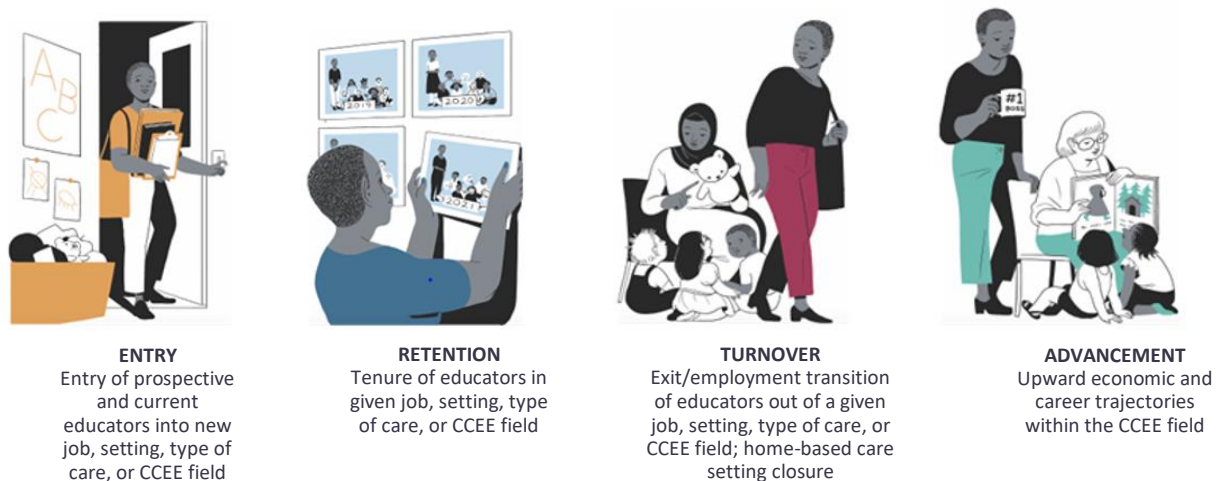 A
B
C
2019
2020
2021
#1
BOSS
ENTRY
Entry of prospective
and current
educators into new
job, setting, type of
care, or CCEE field
RETENTION
Tenure of educators in
given job, setting, type
of care, or CCEE field
TURNOVER
Exit/employment transition
of educators out of a given
job, setting, type of care, or
CCEE field; home-based care
setting closure
ADVANCEMENT
Upward economic and
career trajectories
within the CCEE field